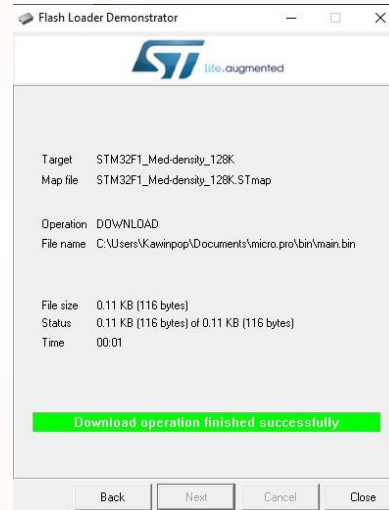 Flash Loader Demonstrator
life.augmented
Target STM32F1_Med-density_128K
Map file STM32F1_Med-density_128K.STmap
Operation DOWNLOAD
File name C:\Users\Kawinpop\Documents\micro.pro\bin\main.bin
File size 0.11 KB (116 bytes)
Status 0.11 KB (116 bytes) of 0.11 KB (116 bytes)
Time 00:01
Download operation finished successfully
Back Next Cancel Close